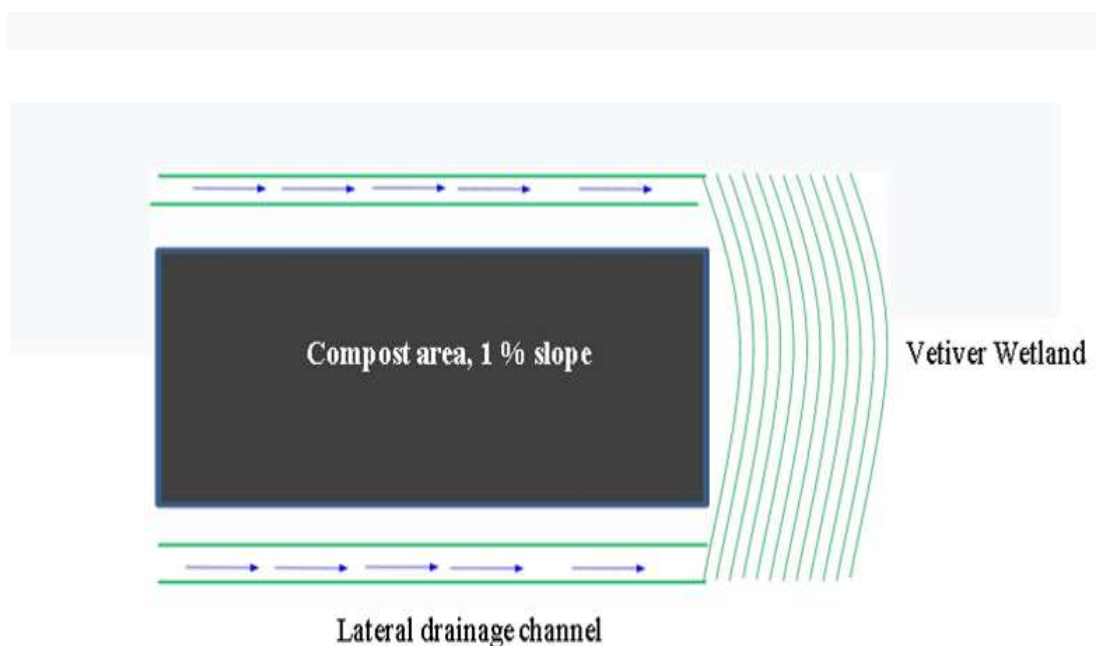 Compost area, 1 % slope
Vetiver Wetland
Lateral drainage channel